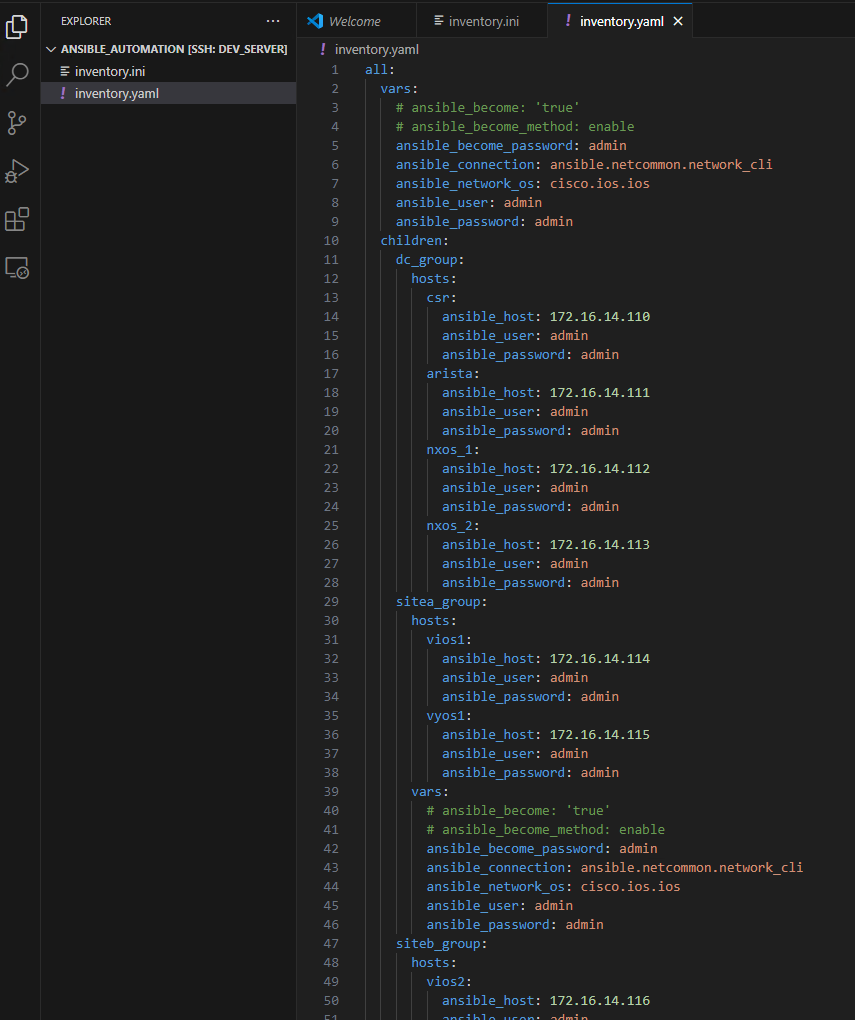 EXPLORER ...
Welcome inventory.ini ! inventory.yaml
ANSIBLE_AUTOMATION [SSH: DEV_SERVER]
inventory.ini
! inventory.yaml
! inventory.yaml
1 all:
2 vars:
3 # ansible_become: 'true'
4 # ansible_become_method: enable
5 ansible_become_password: admin
6 ansible_connection: ansible.netcommon.network_cli
7 ansible_network_os: cisco.ios.ios
8 ansible_user: admin
9 ansible_password: admin
10 children:
11 dc_group:
12 hosts:
13 csr:
14 ansible_host: 172.16.14.110
15 ansible_user: admin
16 ansible_password: admin
17 arista:
18 ansible_host: 172.16.14.111
19 ansible_user: admin
20 ansible_password: admin
21 nxos_1:
22 ansible_host: 172.16.14.112
23 ansible_user: admin
24 ansible_password: admin
25 nxos_2:
26 ansible_host: 172.16.14.113
27 ansible_user: admin
28 ansible_password: admin
29 sitea_group:
30 hosts:
31 vios1:
32 ansible_host: 172.16.14.114
33 ansible_user: admin
34 ansible_password: admin
35 vyos1:
36 ansible_host: 172.16.14.115
37 ansible_user: admin
38 ansible_password: admin
39 vars:
40 # ansible_become: 'true'
41 # ansible_become_method: enable
42 ansible_become_password: admin
43 ansible_connection: ansible.netcommon.network_cli
44 ansible_network_os: cisco.ios.ios
45 ansible_user: admin
46 ansible_password: admin
47 siteb_group:
48 hosts:
49 vios2:
50 ansible_host: 172.16.14.116
51 ansible_user: admin